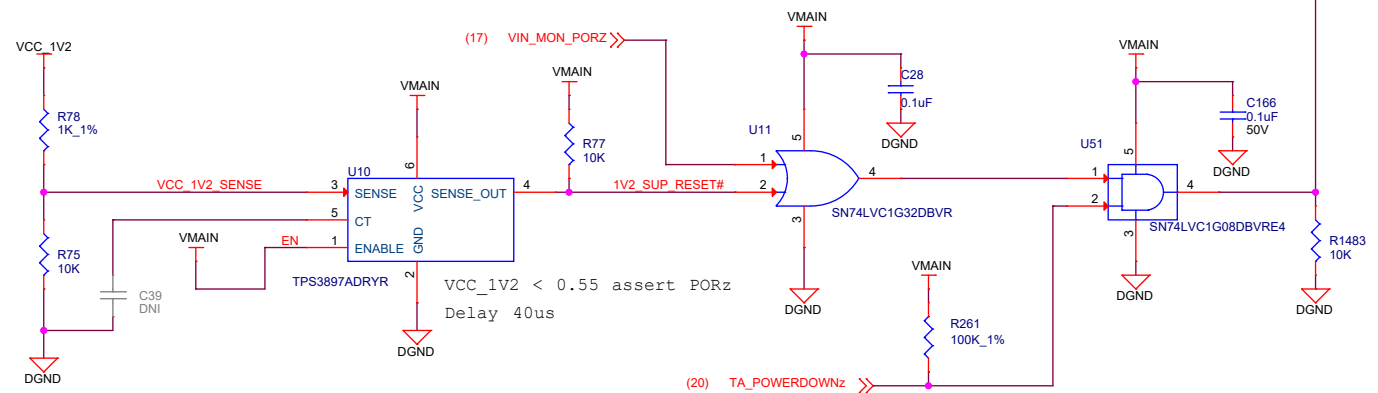 VCC_1V2
R78
1K_1%
VCC_1V2_SENSE
R75
10K
C39
DNI
DGND
VMAIN
EN
VMAIN
U10
3
SENSE
5
CT
1
ENABLE
6
VCC
GND
2
SENSE_OUT
4
TPS3897ADRYR
DGND
VCC_1V2 < 0.55 assert PORz
Delay 40us
VMAIN
R77
10K
1V2_SUP_RESET#
(17) VIN_MON_PORZ
VMAIN
C28
0.1uF
DGND
U11
5
1
2
4
3
SN74LVC1G32DBVR
DGND
VMAIN
R261
100K_1%
(20) TA_POWERDOWNz
VMAIN
C166
0.1uF
50V
DGND
U51
5
1
2
4
3
SN74LVC1G08DBVRE4
DGND
R1483
10K
DGND